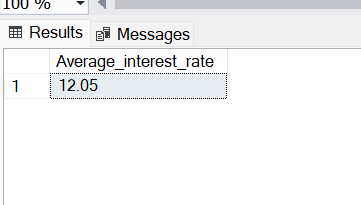 100 %
Results Messages
Average_interest_rate
1 12.05